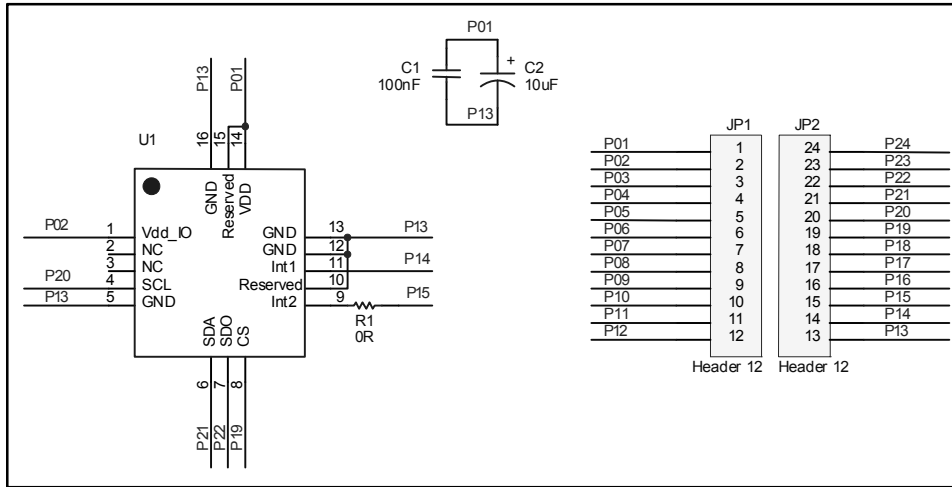 P01
C1
100nF
+
C2
10uF
P13
P13
P01
16
15
14
U1
GND
Reserved
VDD
P02
1
Vdd_IO
2
NC
3
NC
P20
4
SCL
P13
5
GND
GND
13
P13
GND
12
Int1
11
P14
Reserved
10
Int2
9
P15
R1
0R
SDA
SDO
CS
6
7
8
P21
P22
P19
JP1
JP2
P01
1
24
P24
P02
2
23
P23
P03
3
22
P22
P04
4
21
P21
P05
5
20
P20
P06
6
19
P19
P07
7
18
P18
P08
8
17
P17
P09
9
16
P16
P10
10
15
P15
P11
11
14
P14
P12
12
13
P13
Header 12
Header 12